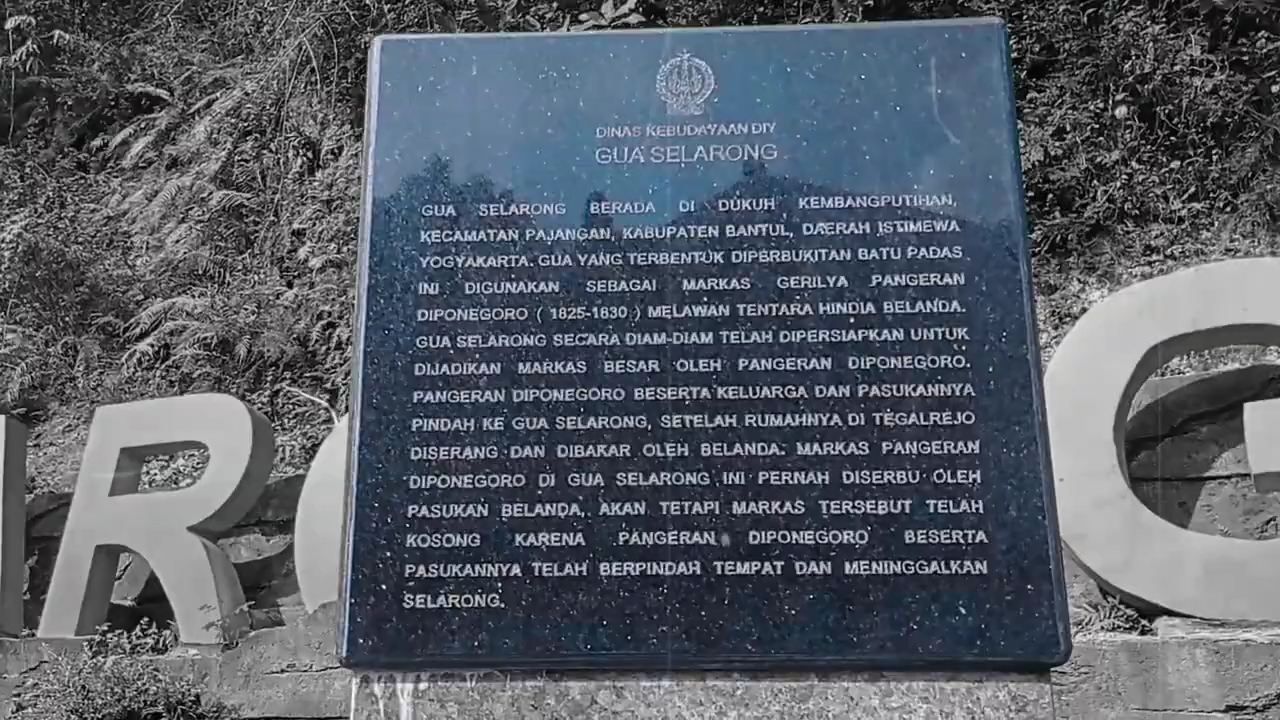 DINAS KEBUDAYAAN DIY
GUA SELARONG
GUA SELARONG BERADA DI DUKUH KEMBANGPUTIHAN,
KECAMATAN PAJANGAN, KABUPATEN BANTUL, DAERAH ISTIMEWA
YOGYAKARTA. GUA YANG TERBENTUK DIPERBUKITAN BATU PADAS
INI DIGUNAKAN SEBAGAI MARKAS GERILYA PANGERAN
DIPONEGORO ( 1825-1830 ) MELAWAN TENTARA HINDIA BELANDA.
GUA SELARONG SECARA DIAM-DIAM TELAH DIPERSIAPKAN UNTUK
DIJADIKAN MARKAS BESAR OLEH PANGERAN DIPONEGORO.
PANGERAN DIPONEGORO BESERTA KELUARGA DAN PASUKANNYA
PINDAH KE GUA SELARONG, SETELAH RUMAHNYA DI TEGALREJO
DISERANG DAN DIBAKAR OLEH BELANDA. MARKAS PANGERAN
DIPONEGORO DI GUA SELARONG INI PERNAH DISERBU OLEH
PASUKAN BELANDA, AKAN TETAPI MARKAS TERSEBUT TELAH
KOSONG KARENA PANGERAN DIPONEGORO BESERTA
PASUKANNYA TELAH BERPINDAH TEMPAT DAN MENINGGALKAN
SELARONG.
R G